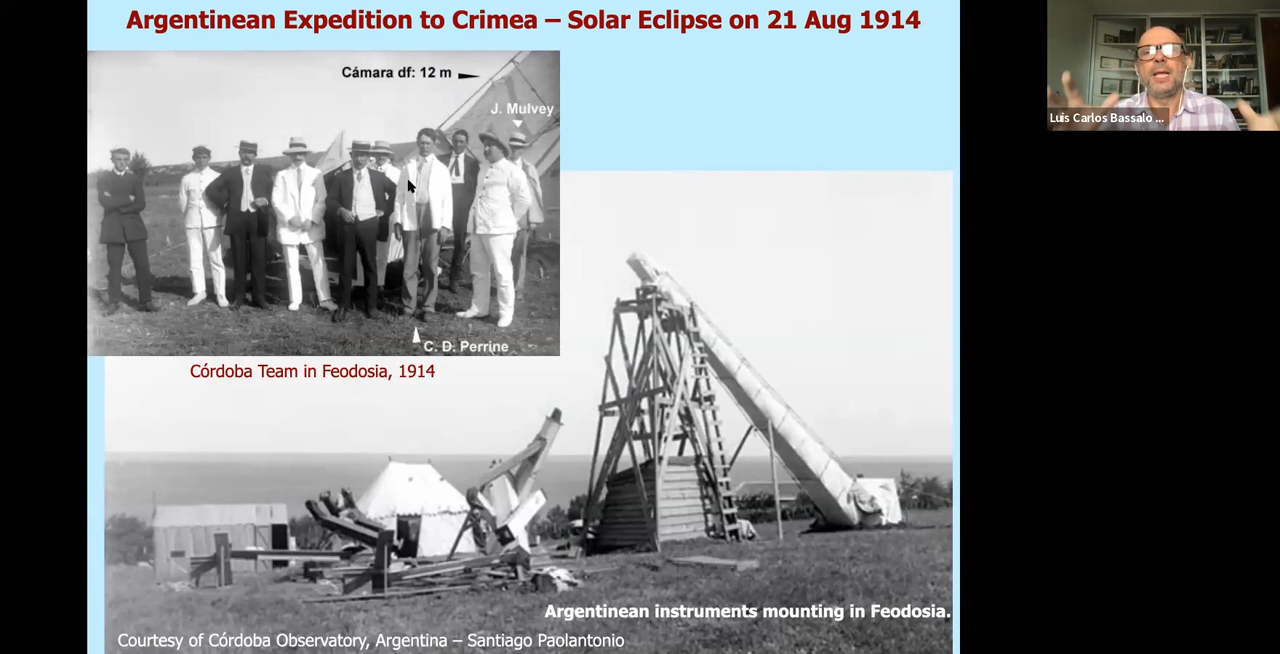 Argentinean Expedition to Crimea – Solar Eclipse on 21 Aug 1914
Cámara df: 12 m
J. Mulvey
C. D. Perrine
Luis Carlos Bassalo ...
Córdoba Team in Feodosia, 1914
Argentinean instruments mounting in Feodosia.
Courtesy of Córdoba Observatory, Argentina – Santiago Paolantonio